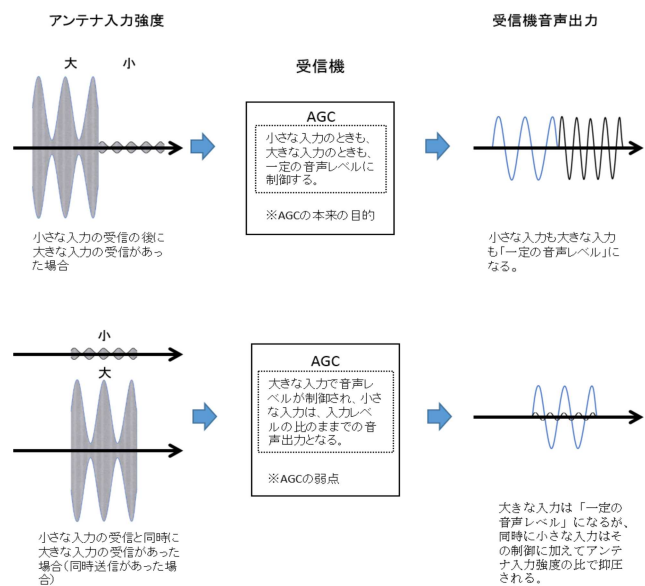 アンテナ入力強度
受信機音声出力
大
小
受信機
AGC
小さな入力のときも、
大きな入力のときも、
一定の音声レベルに
制御する。
※AGCの本来の目的
小さな入力の受信の後に
大きな入力の受信があっ
た場合
小さな入力も大きな入力
も「一定の音声レベル」に
なる。
小
大
AGC
大きな入力で音声レ
ベルが制御され、小さ
な入力は、入力レベ
ルの比のままでの音
声出力となる。
※AGCの弱点
小さな入力の受信と同時に
大きな入力の受信があった
場合(同時送信があった場
合)
大きな入力は「一定の
音声レベル」になるが、
同時に小さな入力はそ
の制御に加えてアンテ
ナ入力強度の比で抑圧
される。